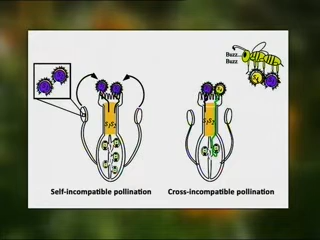 Buzz...
Buzz
Self-incompatible pollination
Cross-incompatible pollination